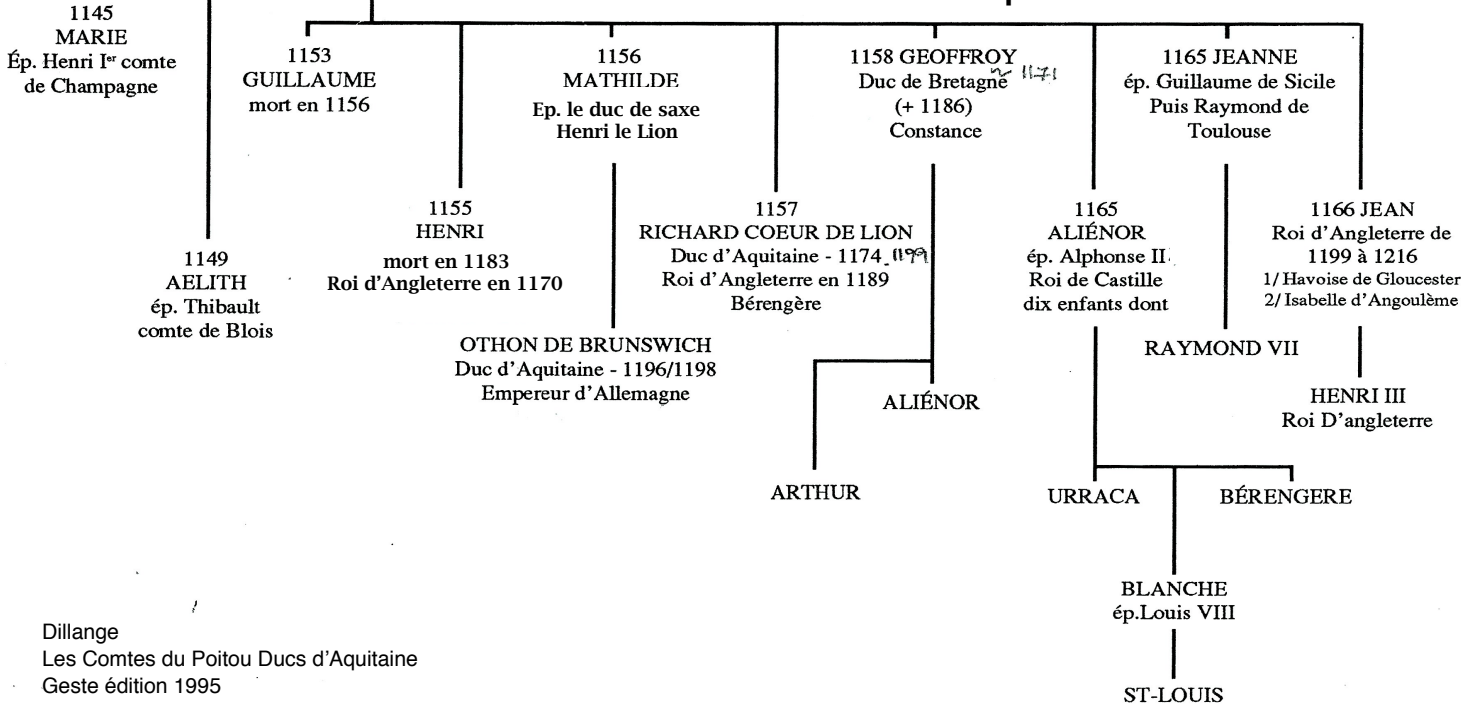 1145
MARIE
Ép. Henri Ier comte
de Champagne
1149
AELITH
ép. Thibault
comte de Blois
1153
GUILLAUME
mort en 1156
1155
HENRI
mort en 1183
Roi d'Angleterre en 1170
1156
MATHILDE
Ep. le duc de saxe
Henri le Lion
OTHON DE BRUNSWICH
Duc d'Aquitaine - 1196/1198
Empereur d'Allemagne
1157
RICHARD COEUR DE LION
Duc d'Aquitaine - 1174 - 1199
Roi d'Angleterre en 1189
Bérengère
1158 GEOFFROY
Duc de Bretagne 1171
(+ 1186)
Constance
ARTHUR
ALIÉNOR
1165
ALIÉNOR
ép. Alphonse II
Roi de Castille
dix enfants dont
URRACA
BÉRENGERE
BLANCHE
ép.Louis VIII
ST-LOUIS
1165 JEANNE
ép. Guillaume de Sicile
Puis Raymond de
Toulouse
RAYMOND VII
1166 JEAN
Roi d'Angleterre de
1199 à 1216
1/ Havoise de Gloucester
2/ Isabelle d'Angoulème
HENRI III
Roi D'angleterre
Dillange
Les Comtes du Poitou Ducs d'Aquitaine
Geste édition 1995